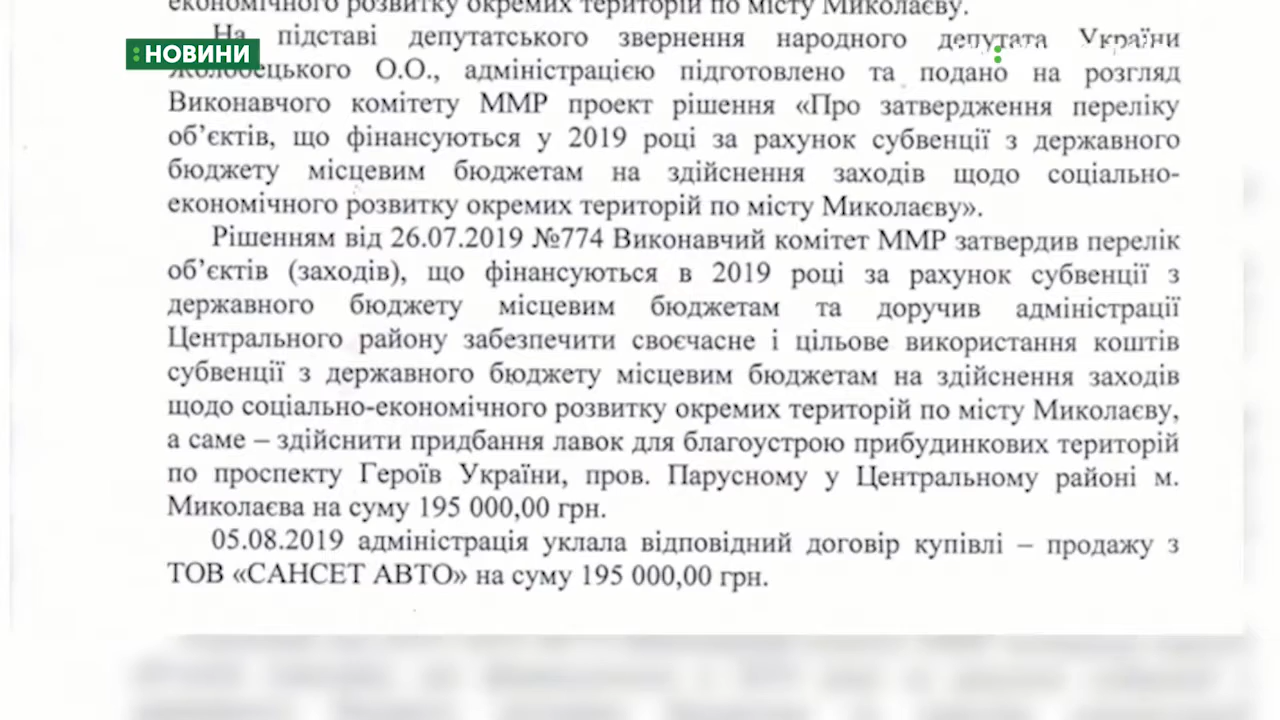 економічного розвитку окремих територій по місту Миколаєву.
На підставі депутатського звернення народного депутата України
: НОВИНИ
Жолобецького О.О., адміністрацією підготовлено та подано на розгляд
Виконавчого комітету ММР проект рішення «Про затвердження переліку
об’єктів, що фінансуються у 2019 році за рахунок субвенції з державного
бюджету місцевим бюджетам на здійснення заходів щодо соціально-
економічного розвитку окремих територій по місту Миколаєву».
Рішенням від 26.07.2019 №774 Виконавчий комітет ММР затвердив перелік
об’єктів (заходів), що фінансуються в 2019 році за рахунок субвенції з
державного бюджету місцевим бюджетам та доручив адміністрації
Центрального району забезпечити своєчасне і цільове використання коштів
субвенції з державного бюджету місцевим бюджетам на здійснення заходів
щодо соціально-економічного розвитку окремих територій по місту Миколаєву,
а саме – здійснити придбання лавок для благоустрою прибудинкових територій
по проспекту Героїв України, пров. Парусному у Центральному районі м.
Миколаєва на суму 195 000,00 грн.
05.08.2019 адміністрація уклала відповідний договір купівлі – продажу з
ТОВ «САНСЕТ АВТО» на суму 195 000,00 грн.